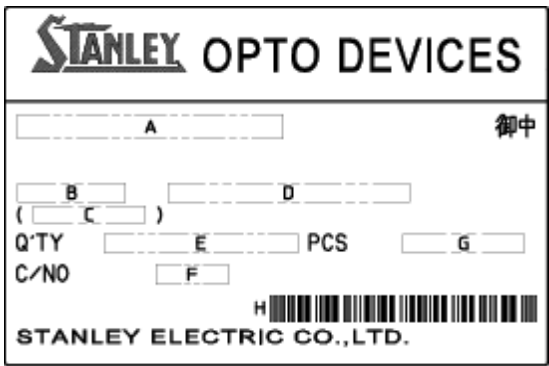 STANLEY OPTO DEVICES
A 御中
B D
( C )
Q'TY E PCS G
C/NO F
H
STANLEY ELECTRIC CO.,LTD.